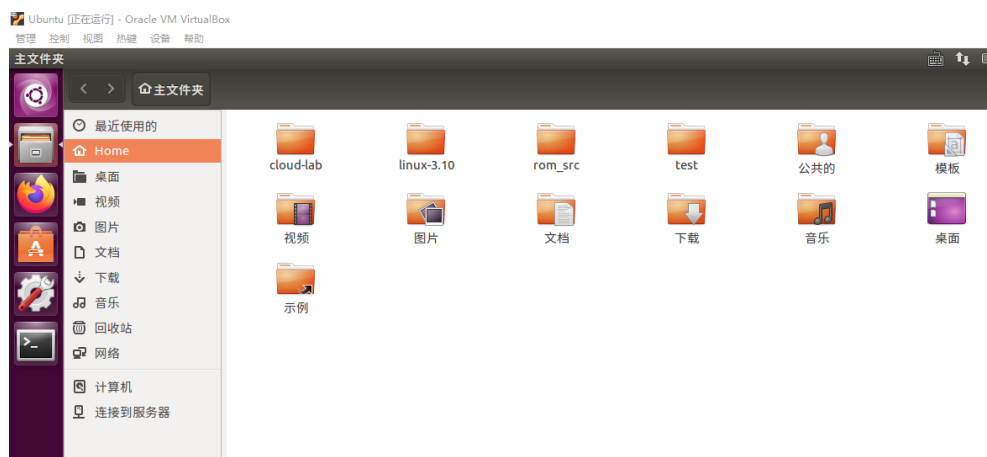 Ubuntu [正在运行] - Oracle VM VirtualBox
管理 控制 视图 热键 设备 帮助
主文件夹
主文件夹
最近使用的
Home
桌面
视频
图片
文档
下载
音乐
回收站
网络
计算机
连接到服务器
cloud-lab linux-3.10 rom_src test 公共的 模板
视频 图片 文档 下载 音乐 桌面
示例